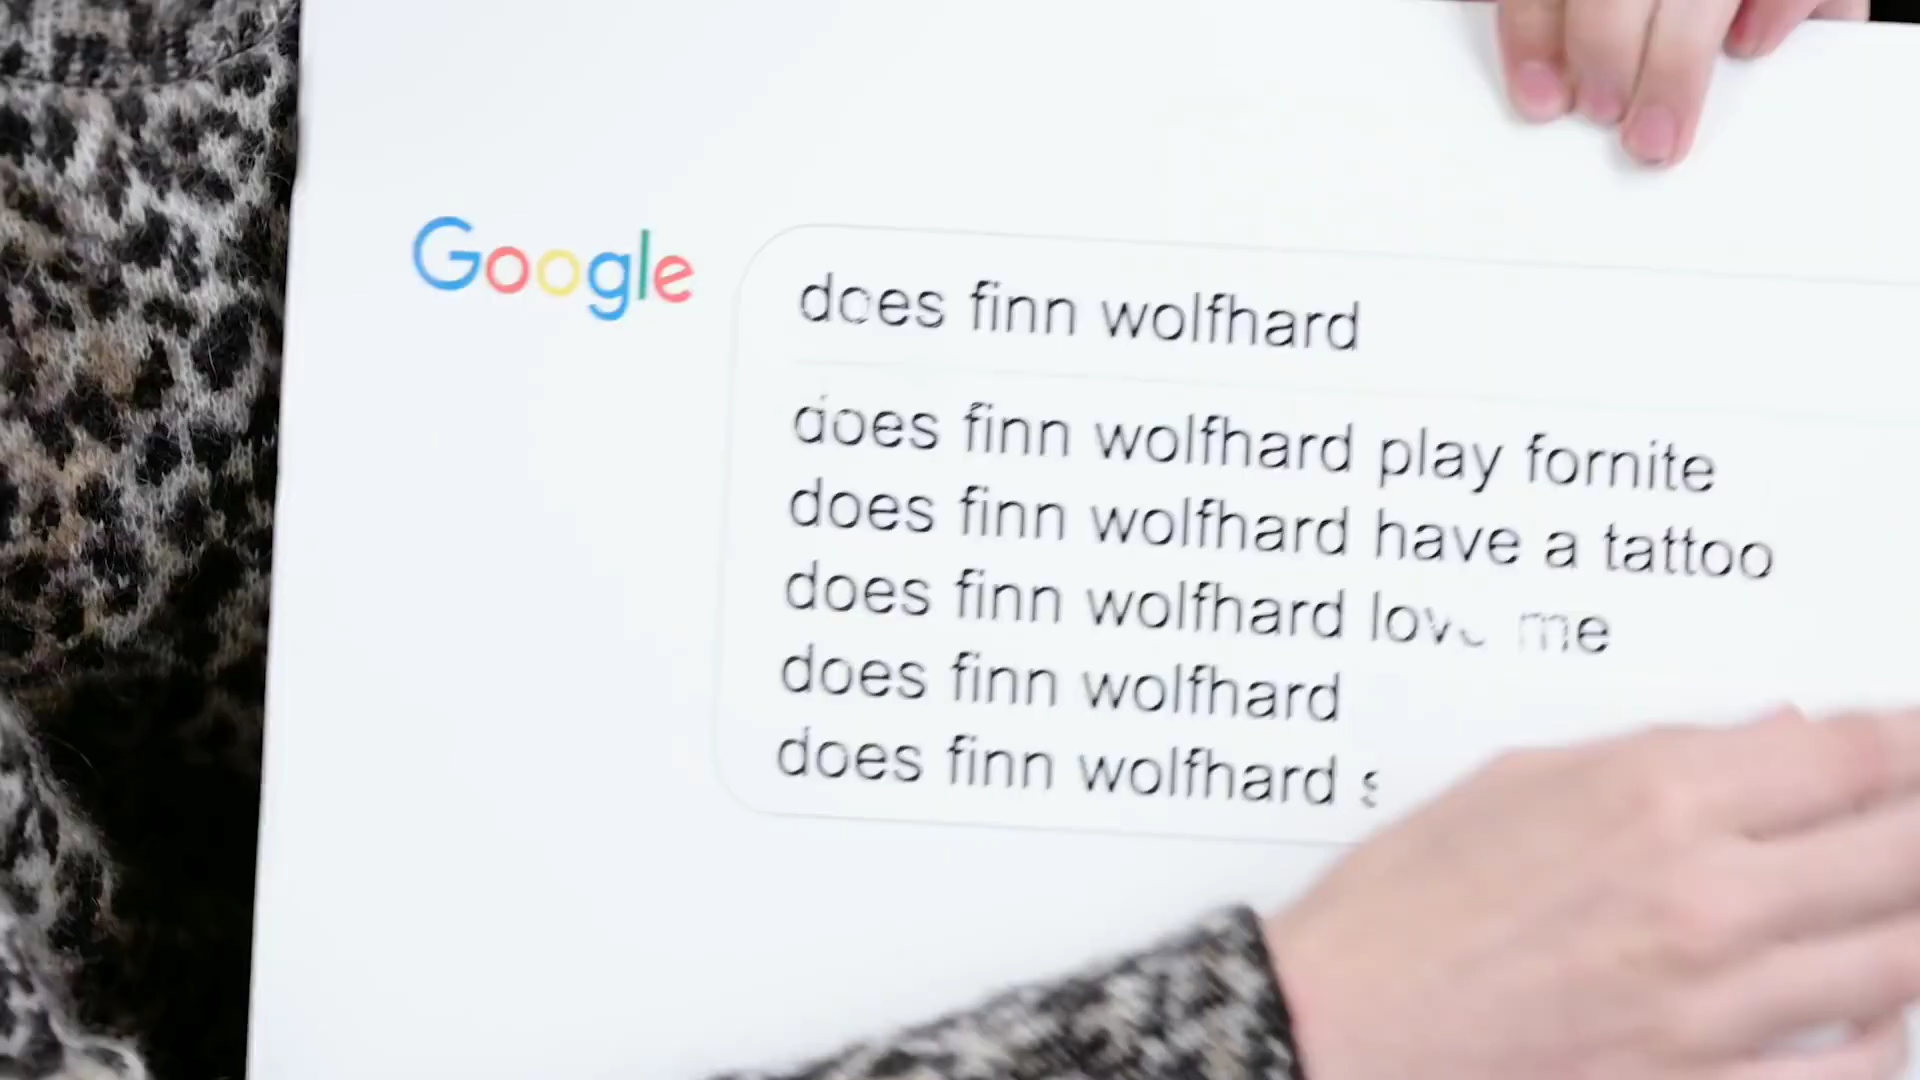 Google
does finn wolfhard
does finn wolfhard play fornite
does finn wolfhard have a tattoo
does finn wolfhard love me
does finn wolfhard
does finn wolfhard